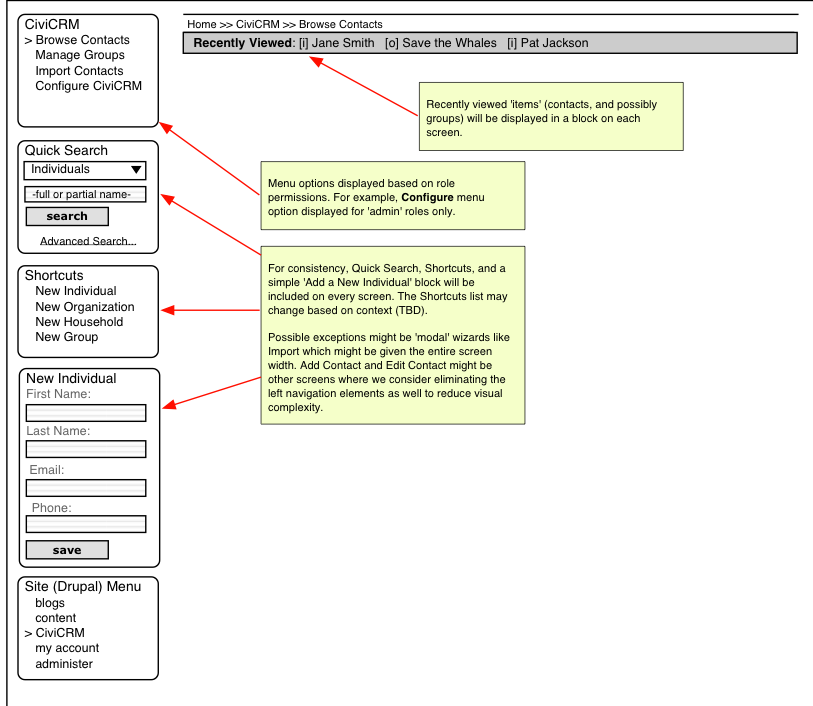 CiviCRM
> Browse Contacts
Manage Groups
Import Contacts
Configure CiviCRM
Home >> CiviCRM >> Browse Contacts
Recently Viewed: [i] Jane Smith [o] Save the Whales [i] Pat Jackson
Recently viewed 'items' (contacts, and possibly
groups) will be displayed in a block on each
screen.
Quick Search
Individuals
-full or partial name-
search
Advanced Search...
Menu options displayed based on role
permissions. For example, Configure menu
option displayed for 'admin' roles only.
For consistency, Quick Search, Shortcuts, and a
simple 'Add a New Individual' block will be
included on every screen. The Shortcuts list may
change based on context (TBD).
Possible exceptions might be 'modal' wizards like
Import which might be given the entire screen
width. Add Contact and Edit Contact might be
other screens where we consider eliminating the
left navigation elements as well to reduce visual
complexity.
Shortcuts
New Individual
New Organization
New Household
New Group
New Individual
First Name:
Last Name:
Email:
Phone:
save
Site (Drupal) Menu
blogs
content
> CiviCRM
my account
administer